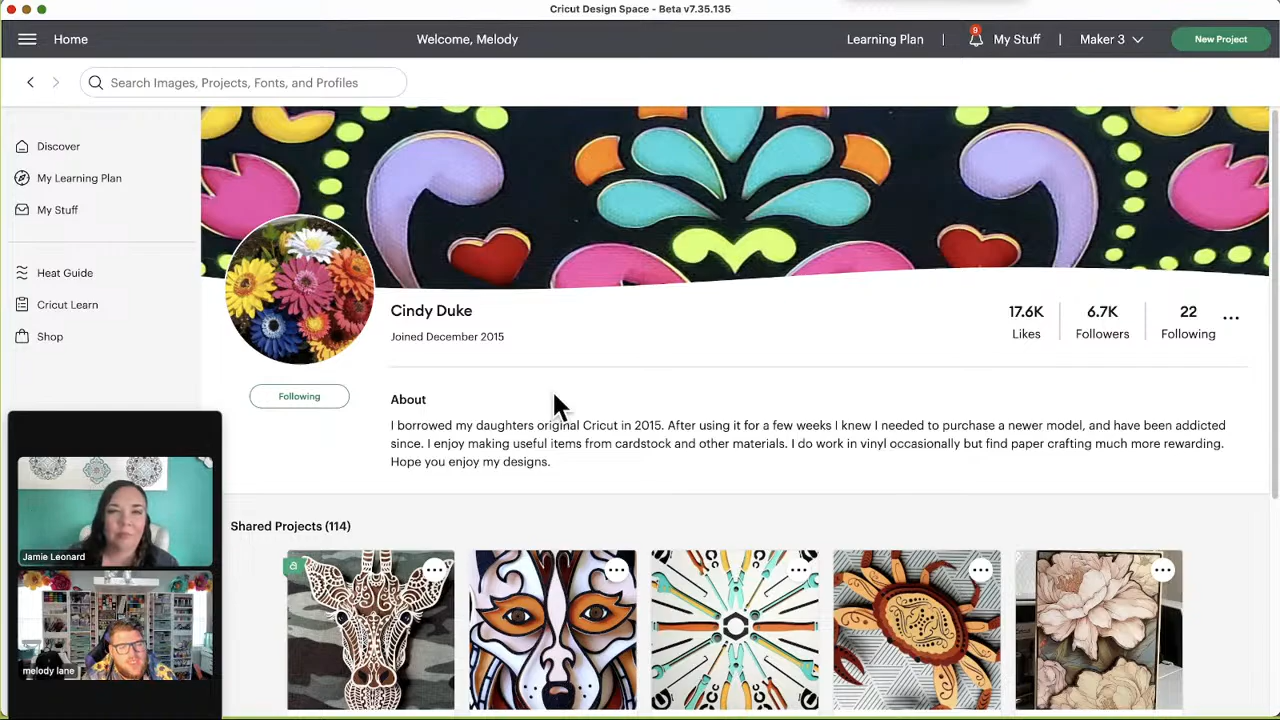 Cricut Design Space - Beta v7.35.135
Home
Welcome, Melody
Learning Plan
9
My Stuff
Maker 3
New Project
Search Images, Projects, Fonts, and Profiles
Discover
My Learning Plan
My Stuff
Heat Guide
Cricut Learn
Shop
Cindy Duke
Joined December 2015
17.6K
Likes
6.7K
Followers
22
Following
Following
About
I borrowed my daughters original Cricut in 2015. After using it for a few weeks I knew I needed to purchase a newer model, and have been addicted
since. I enjoy making useful items from cardstock and other materials. I do work in vinyl occasionally but find paper crafting much more rewarding.
Hope you enjoy my designs.
Shared Projects (114)
a
Jamie Leonard
melody lane